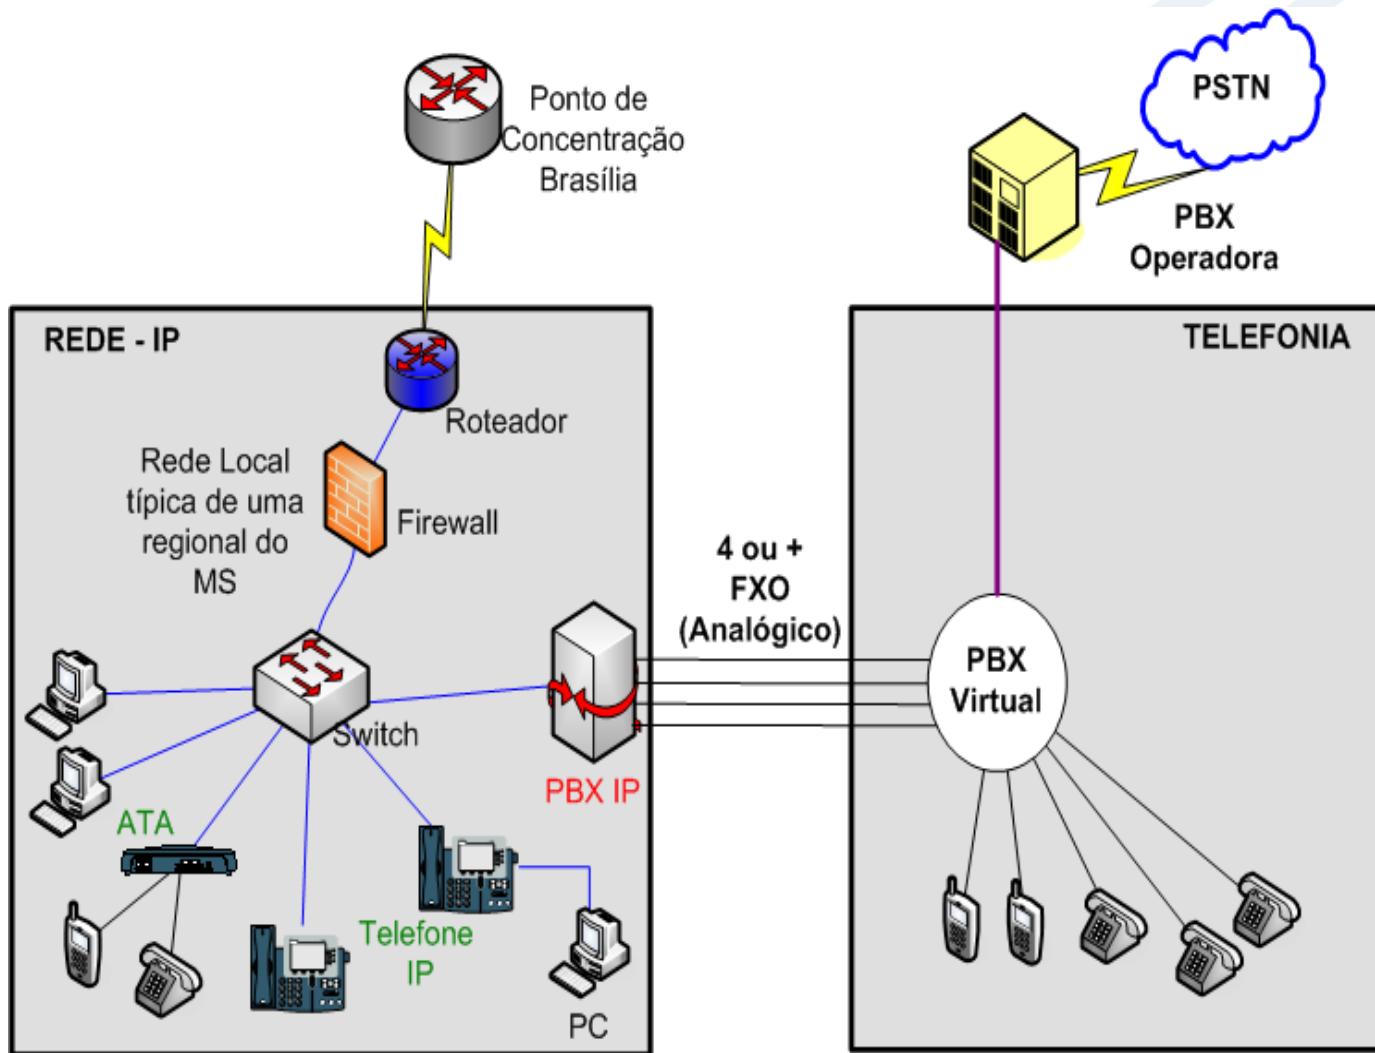 Ponto de
Concentração
Brasília
PSTN
PBX
Operadora
REDE - IP
TELEFONIA
Roteador
Rede Local
típica de uma
regional do
MS
Firewall
4 ou +
FXO
(Analógico)
PBX
Virtual
Switch
PBX IP
ATA
Telefone
IP
PC